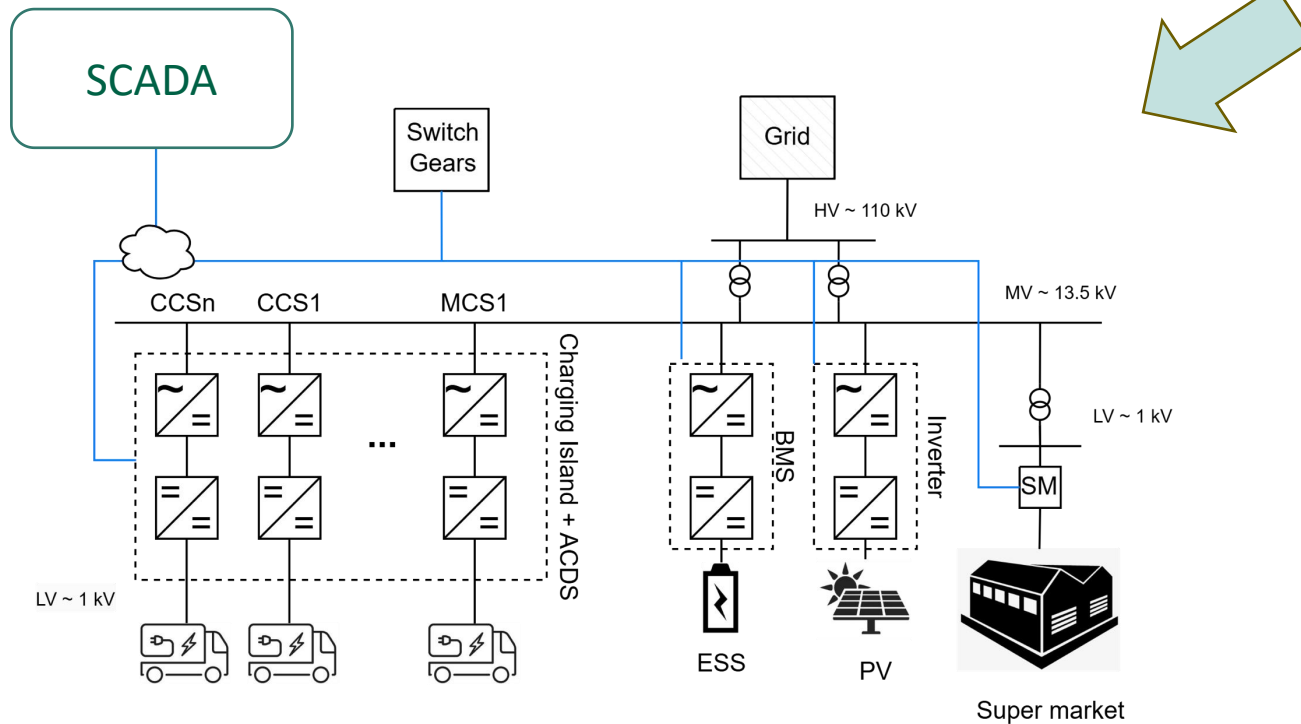 SCADA
Switch
Gears
Grid
HV ~ 110 kV
MV ~ 13.5 kV
CCSn
CCS1
MCS1
Charging Island + ACDS
...
BMS
Inverter
LV ~ 1 kV
SM
LV ~ 1 kV
ESS
PV
Super market